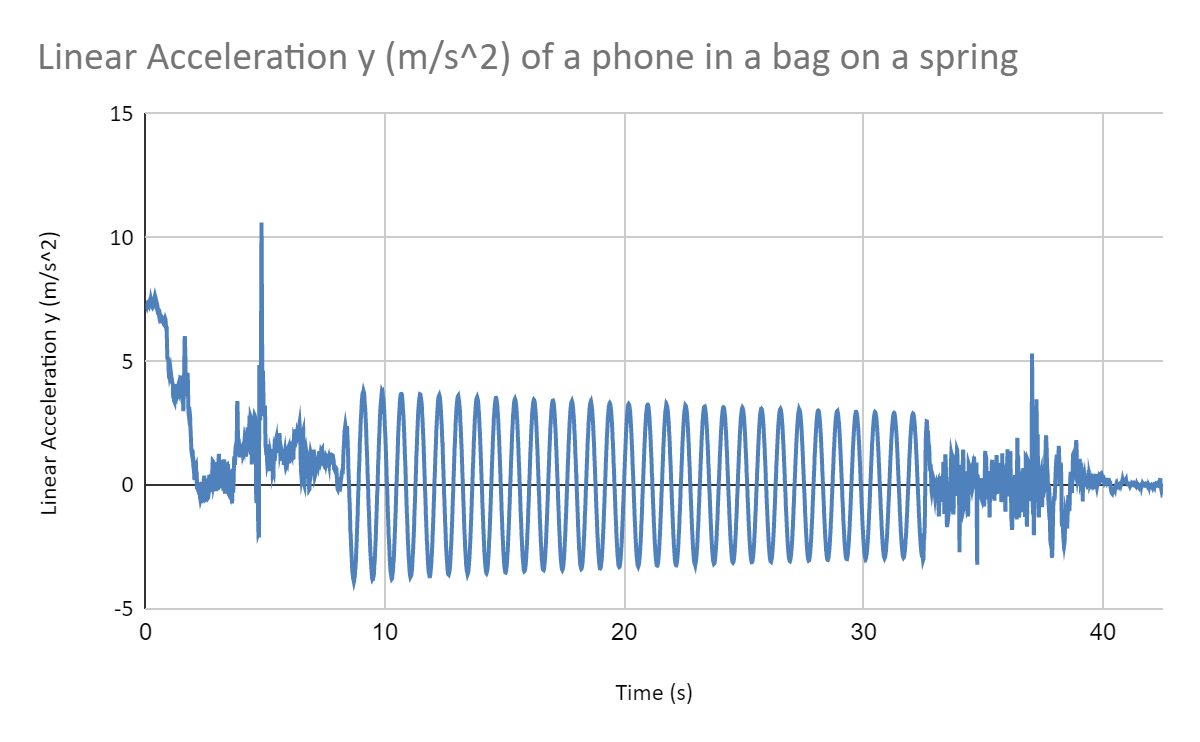 Linear Acceleration y (m/s^2) of a phone in a bag on a spring
15
10
5
0
-5
Linear Acceleration y (m/s^2)
0 10 20 30 40
Time (s)